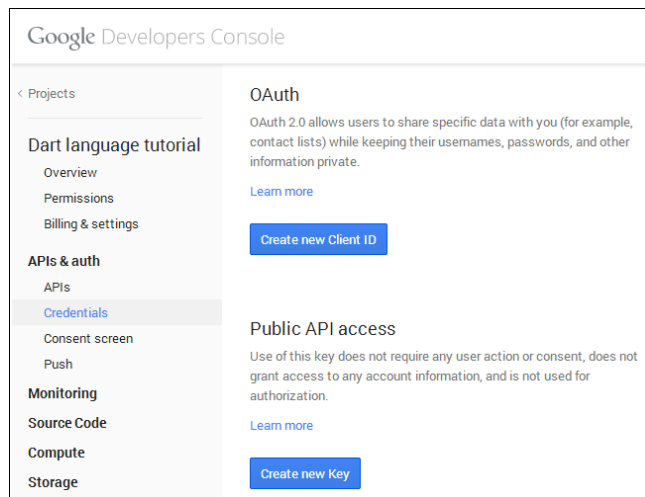 Google Developers Console
< Projects
Dart language tutorial
Overview
Permissions
Billing & settings
APIs & auth
APIs
Credentials
Consent screen
Push
Monitoring
Source Code
Compute
Storage
OAuth
OAuth 2.0 allows users to share specific data with you (for example,
contact lists) while keeping their usernames, passwords, and other
information private.
Learn more
Create new Client ID
Public API access
Use of this key does not require any user action or consent, does not
grant access to any account information, and is not used for
authorization.
Learn more
Create new Key